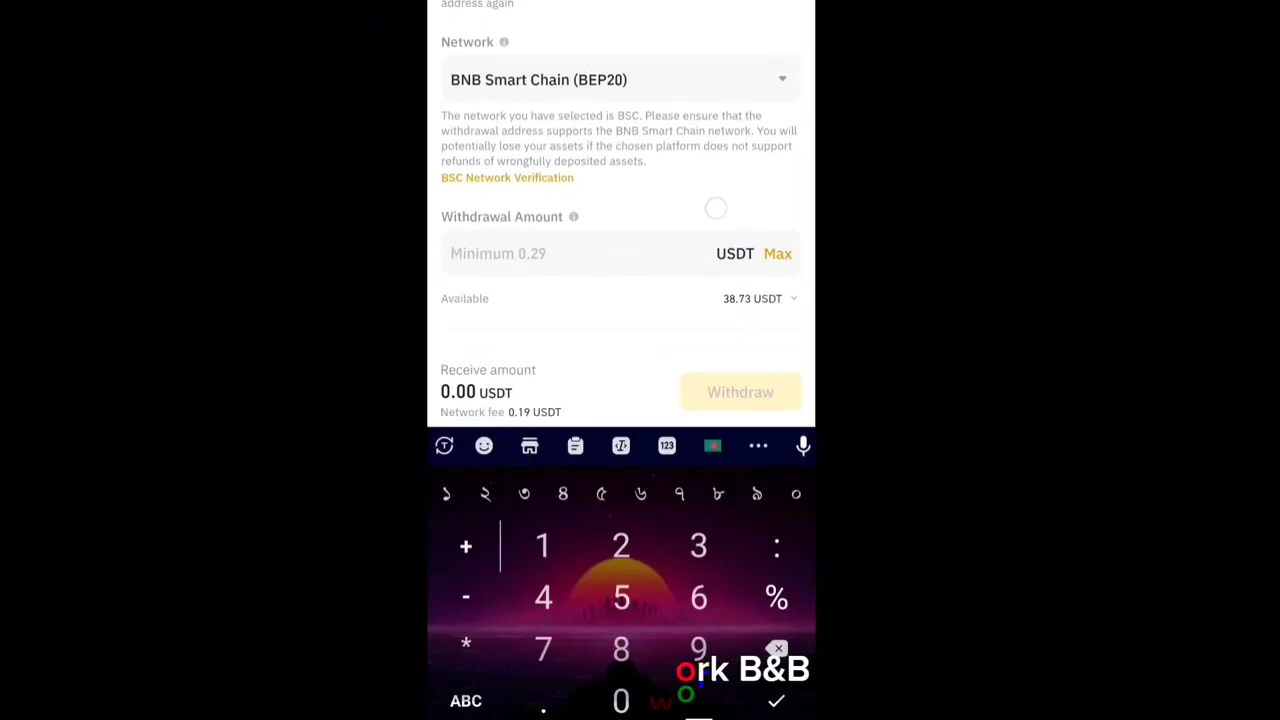 address again
Network
BNB Smart Chain (BEP20)
The network you have selected is BSC. Please ensure that the
withdrawal address supports the BNB Smart Chain network. You will
potentially lose your assets if the chosen platform does not support
refunds of wrongfully deposited assets.
BSC Network Verification
Withdrawal Amount
Minimum 0.29 USDT Max
Available 38.73 USDT
Receive amount
0.00 USDT Withdraw
Network fee 0.19 USDT
123
১ ২ ৩ ৪ ৫ ৬ ৭ ৮ ৯ ০
+ 1 2 3 :
- 4 5 6 %
* 7 8 9
ork B&B
o
w
ABC . 0